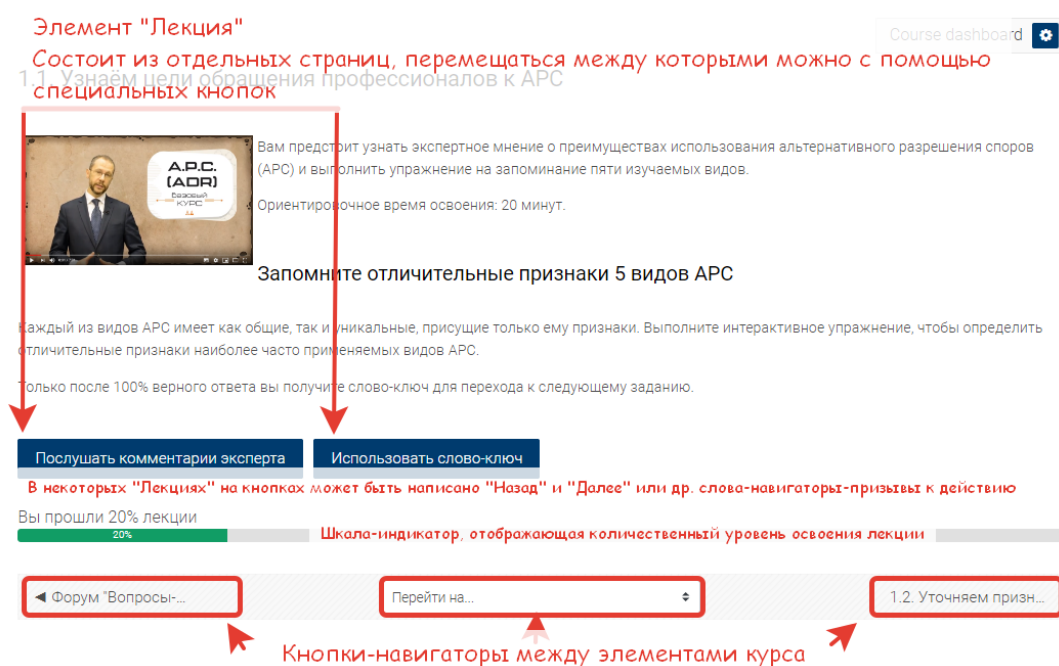 Элемент "Лекция"
Course dashboard
Состоит из отдельных страниц, перемещаться между которыми можно с помощью
специальных кнопок
1.1. Узнаём цели обращения профессионалов к АРС
А.Р.С.
(ADR)
Базовый
КУРС
Вам предстоит узнать экспертное мнение о преимуществах использования альтернативного разрешения споров
(АРС) и выполнить упражнение на запоминание пяти изучаемых видов.
Ориентировочное время освоения: 20 минут.
Запомните отличительные признаки 5 видов АРС
Каждый из видов АРС имеет как общие, так и уникальные, присущие только ему признаки. Выполните интерактивное упражнение, чтобы определить
отличительные признаки наиболее часто применяемых видов АРС.
Только после 100% верного ответа вы получите слово-ключ для перехода к следующему заданию.
Послушать комментарии эксперта
Использовать слово-ключ
В некоторых "Лекциях" на кнопках может быть написано "Назад" и "Далее" или др. слова-навигаторы-призывы к действию
Вы прошли 20% лекции
20%
Шкала-индикатор, отображающая количественный уровень освоения лекции
◄ Форум "Вопросы-...
Перейти на...
1.2. Уточняем призн...
Кнопки-навигаторы между элементами курса